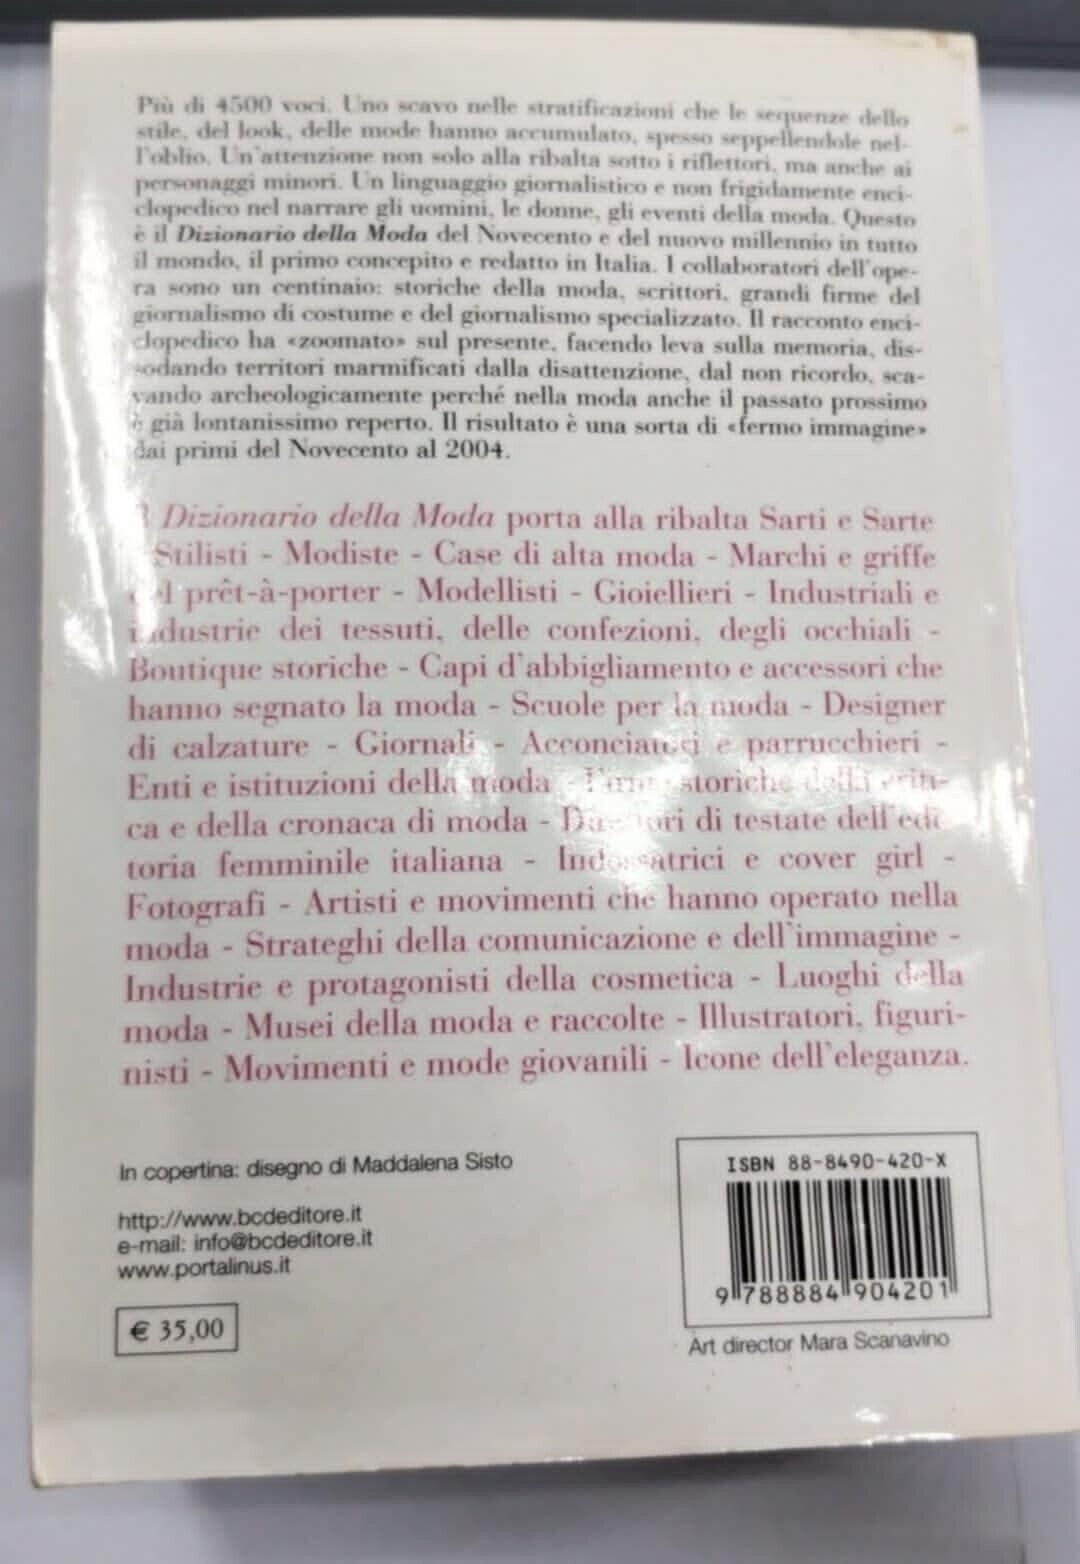 Più di 4500 voci. Uno scavo nelle stratificazioni che le sequenze dello
stile, del look, delle mode hanno accumulato, spesso seppellendole nel-
l'oblio. Un'attenzione non solo alla ribalta sotto i riflettori, ma anche ai
personaggi minori. Un linguaggio giornalistico e non frigidamente enci-
clopedico nel narrare gli uomini, le donne, gli eventi della moda. Questo
è il Dizionario della Moda del Novecento e del nuovo millennio in tutto
il mondo, il primo concepito e redatto in Italia. I collaboratori dell'ope-
ra sono un centinaio: storiche della moda, scrittori, grandi firme del
giornalismo di costume e del giornalismo specializzato. Il racconto enci-
clopedico ha «zoomato» sul presente, facendo leva sulla memoria, dis-
sodando territori marmificati dalla disattenzione, dal non ricordo, sca-
vando archeologicamente perché nella moda anche il passato prossimo
è già lontanissimo reperto. Il risultato è una sorta di «fermo immagine»
dai primi del Novecento al 2004.
Dizionario della Moda porta alla ribalta Sarti e Sarte
Stilisti - Modiste - Case di alta moda - Marchi e griffe
del prêt-à-porter - Modellisti - Gioiellieri - Industriali e
industrie dei tessuti, delle confezioni, degli occhiali -
Boutique storiche - Capi d'abbigliamento e accessori che
hanno segnato la moda - Scuole per la moda - Designer
di calzature - Giornali - Acconciatori e parrucchieri -
Enti e istituzioni della moda - Firme storiche della criti-
ca e della cronaca di moda - Direttori di testate dell'edi-
toria femminile italiana - Indossatrici e cover girl -
Fotografi - Artisti e movimenti che hanno operato nella
moda - Strateghi della comunicazione e dell'immagine -
Industrie e protagonisti della cosmetica - Luoghi della
moda - Musei della moda e raccolte - Illustratori, figuri-
nisti - Movimenti e mode giovanili - Icone dell'eleganza.
In copertina: disegno di Maddalena Sisto
http://www.bcdeditore.it
e-mail: info@bcdeditore.it
www.portalinus.it
€ 35,00
ISBN 88-8490-420-X
9 788884 904201
Art director Mara Scanavino